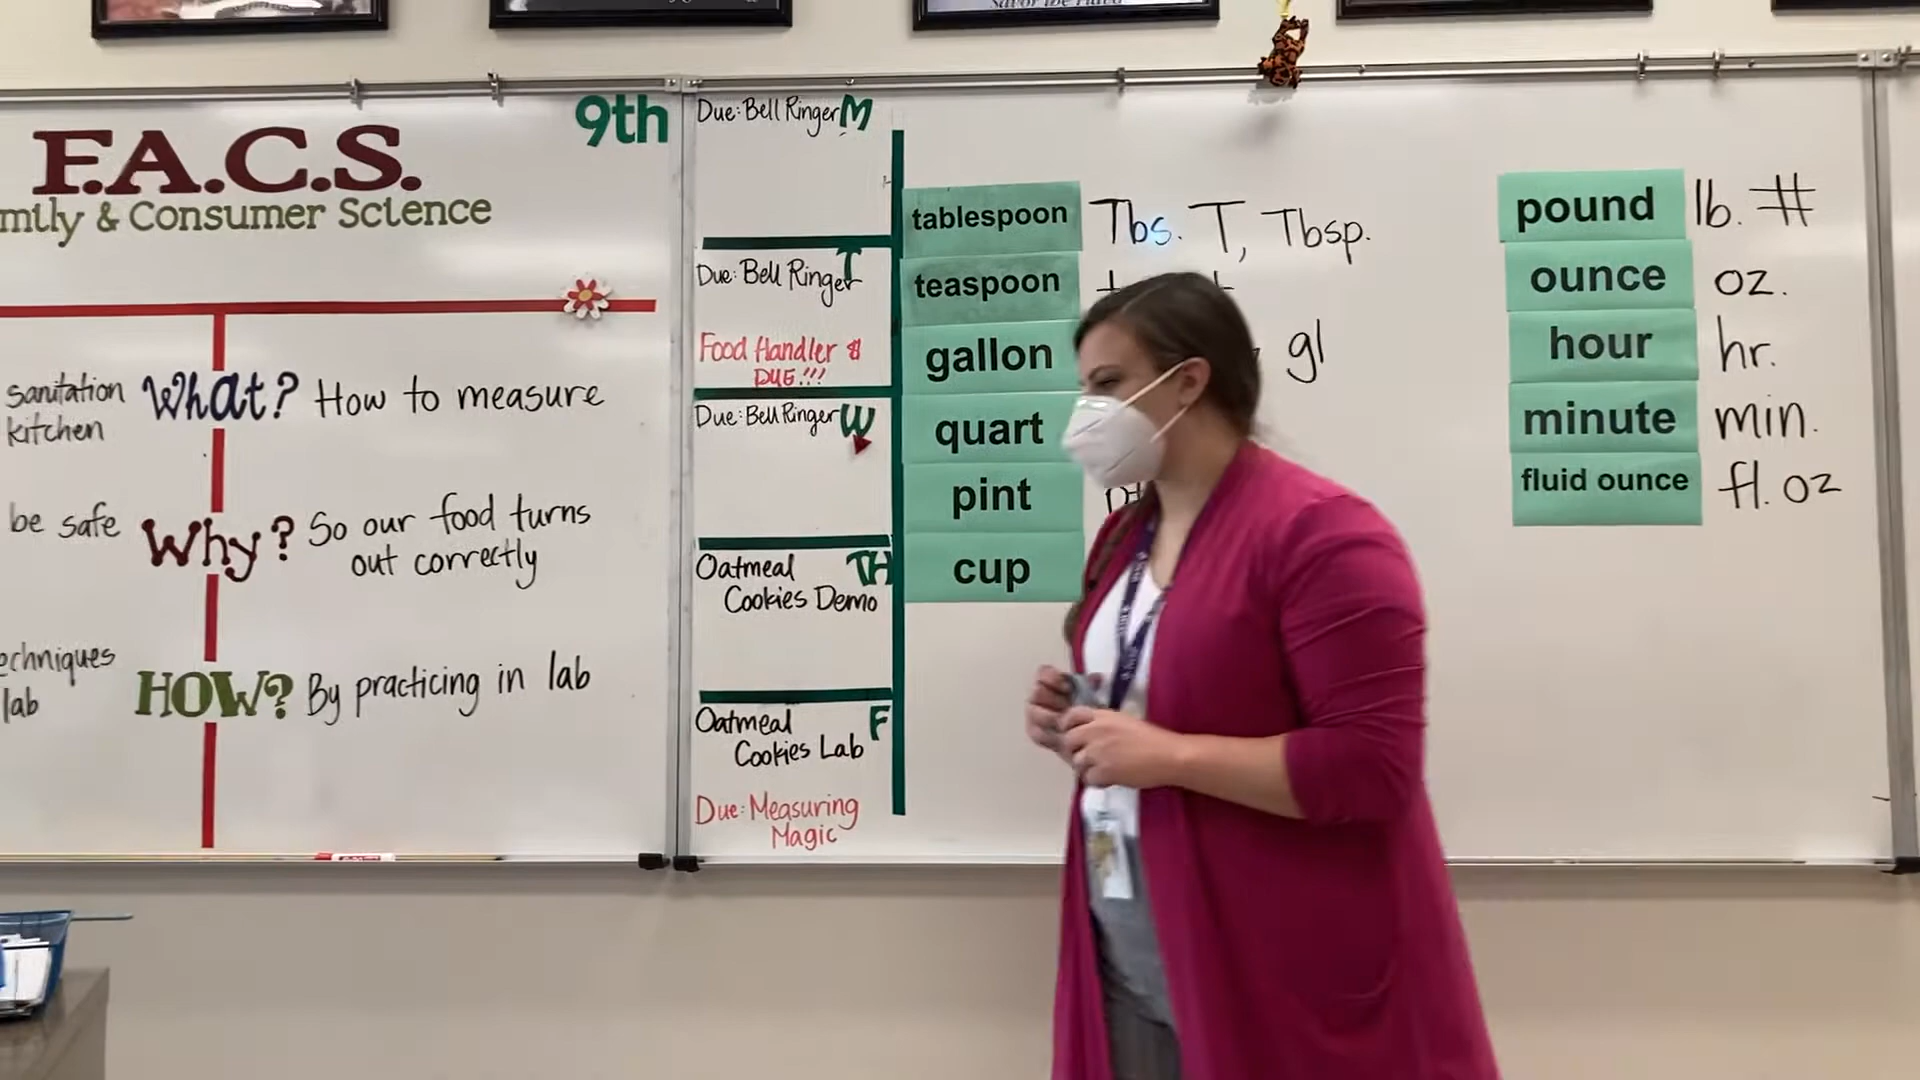 F.A.C.S.
mily & Consumer Science
9th
sanitation
kitchen
What? How to measure
be safe
Why? So our food turns
out correctly
echniques
lab
HOW? By practicing in lab
Due: Bell Ringer M
Due: Bell Ringer T
Food Handler $
DUE!!!
Due: Bell Ringer W
Oatmeal TH
Cookies Demo
Oatmeal F
Cookies Lab
Due: Measuring
Magic
tablespoon Tbs. T, Tbsp.
teaspoon
gallon gl
quart
pint pt
cup
pound lb. #
ounce oz.
hour hr.
minute min.
fluid ounce fl. oz